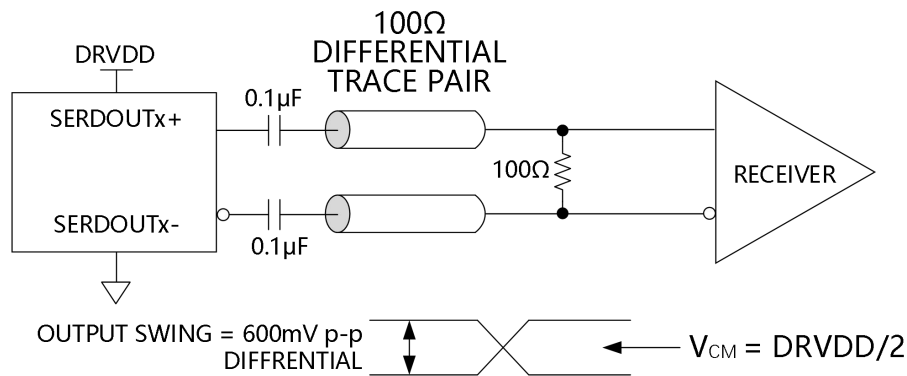 100Ω
DIFFERENTIAL
TRACE PAIR
DRVDD
0.1μF
SERDOUTx+
100Ω
RECEIVER
SERDOUTx-
0.1μF
OUTPUT SWING = 600mV p-p
DIFFRENTIAL
VCM = DRVDD/2